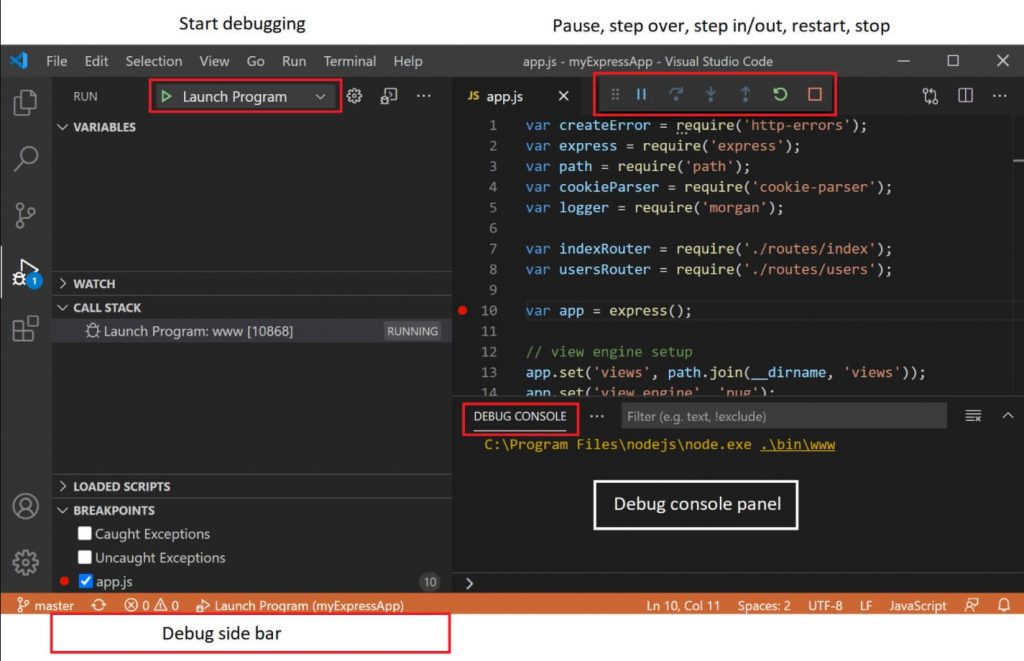 Start debugging
Pause, step over, step in/out, restart, stop
File Edit Selection View Go Run Terminal Help
app.js - myExpressApp - Visual Studio Code
RUN
Launch Program
VARIABLES
WATCH
CALL STACK
Launch Program: www [10868] RUNNING
LOADED SCRIPTS
BREAKPOINTS
Caught Exceptions
Uncaught Exceptions
app.js 10
1
JS app.js
1 var createError = require('http-errors');
2 var express = require('express');
3 var path = require('path');
4 var cookieParser = require('cookie-parser');
5 var logger = require('morgan');
6
7 var indexRouter = require('./routes/index');
8 var usersRouter = require('./routes/users');
9
10 var app = express();
11
12 // view engine setup
13 app.set('views', path.join(__dirname, 'views'));
14 app.set('view engine', 'pug');
DEBUG CONSOLE
Filter (e.g. text, !exclude)
C:\Program Files\nodejs\node.exe .\bin\www
Debug console panel
master 0 0 Launch Program (myExpressApp)
Ln 10, Col 11 Spaces: 2 UTF-8 LF JavaScript
Debug side bar